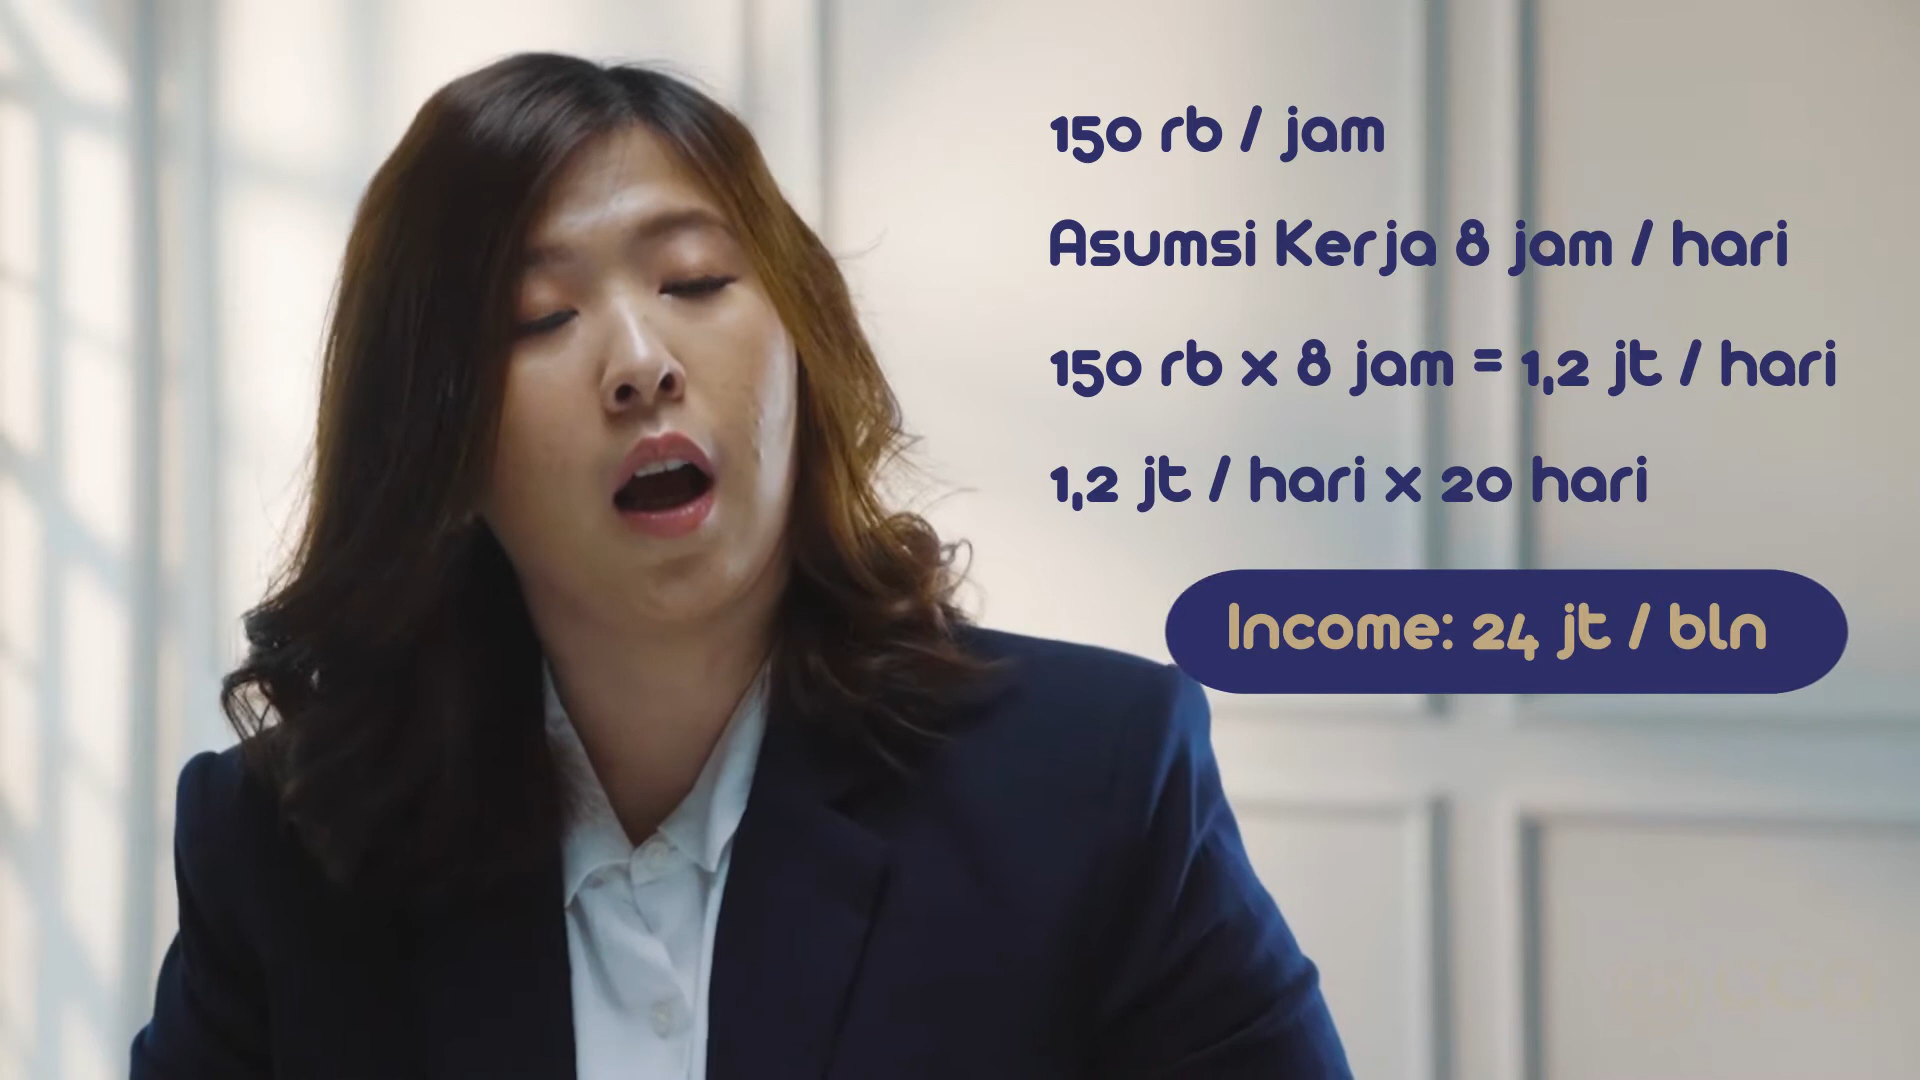 150 rb / jam
Asumsi Kerja 8 jam / hari
150 rb x 8 jam = 1,2 jt / hari
1,2 jt / hari x 20 hari
Income: 24 jt / bln